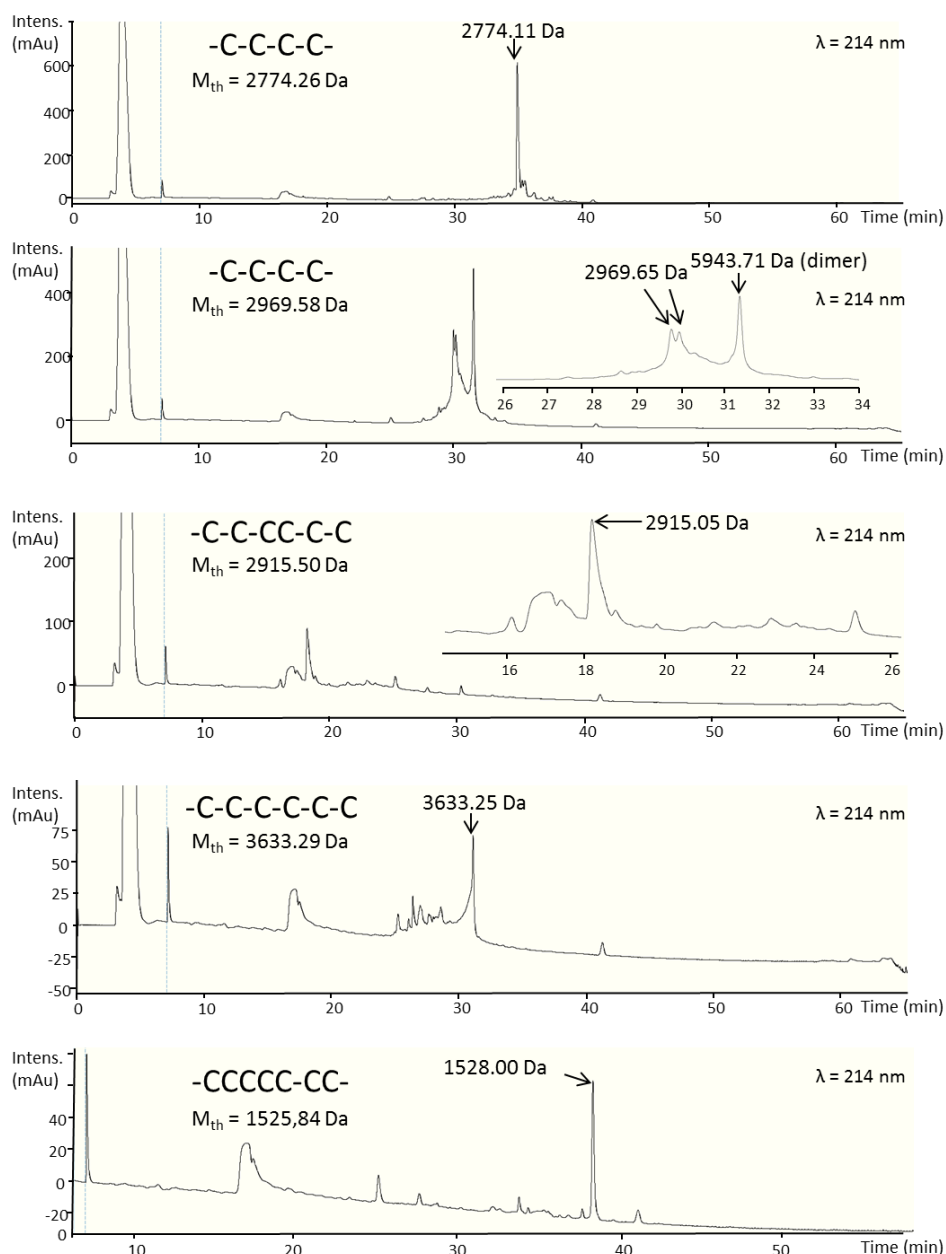 Intens.
(mAu)
-C-C-C-C-
M_th = 2774.26 Da
2774.11 Da
λ = 214 nm
600
400
200
0
0 10 20 30 40 50 60 Time (min)
Intens.
(mAu)
-C-C-C-C-
M_th = 2969.58 Da
2969.65 Da
5943.71 Da (dimer)
λ = 214 nm
400
200
0
26 27 28 29 30 31 32 33 34
0 10 20 30 40 50 60 Time (min)
Intens.
(mAu)
-C-C-CC-C-C
M_th = 2915.50 Da
2915.05 Da
λ = 214 nm
200
100
0
16 18 20 22 24 26
0 10 20 30 40 50 60 Time (min)
Intens.
(mAu)
-C-C-C-C-C-C
M_th = 3633.29 Da
3633.25 Da
λ = 214 nm
75
50
25
0
-25
-50
0 10 20 30 40 50 60 Time (min)
Intens.
(mAu)
-CCCCC-CC-
M_th = 1525,84 Da
1528.00 Da
λ = 214 nm
40
20
0
-20
0
10 20 30 40 50 Time (min)